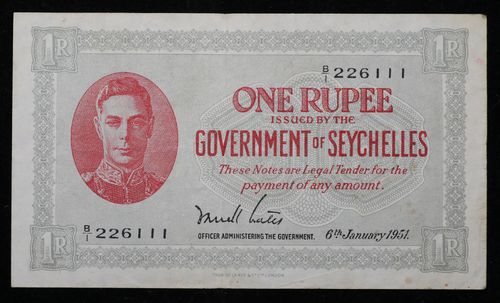 1R 1R
B/1 226111
ONE RUPEE
ISSUED BY THE
GOVERNMENT OF SEYCHELLES
These Notes are Legal Tender for the
payment of any amount.
B/1 226111
OFFICER ADMINISTERING THE GOVERNMENT. 6th January 1951.
1R 1R